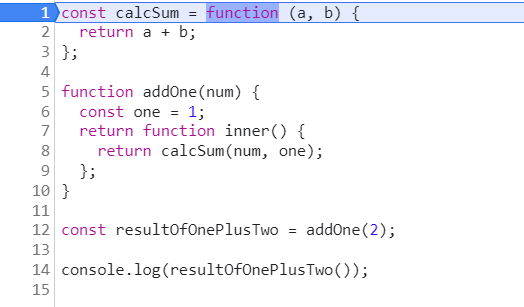 1 const calcSum = function (a, b) {
2   return a + b;
3 };
4
5 function addOne(num) {
6   const one = 1;
7   return function inner() {
8     return calcSum(num, one);
9   };
10 }
11
12 const resultOfOnePlusTwo = addOne(2);
13
14 console.log(resultOfOnePlusTwo());
15